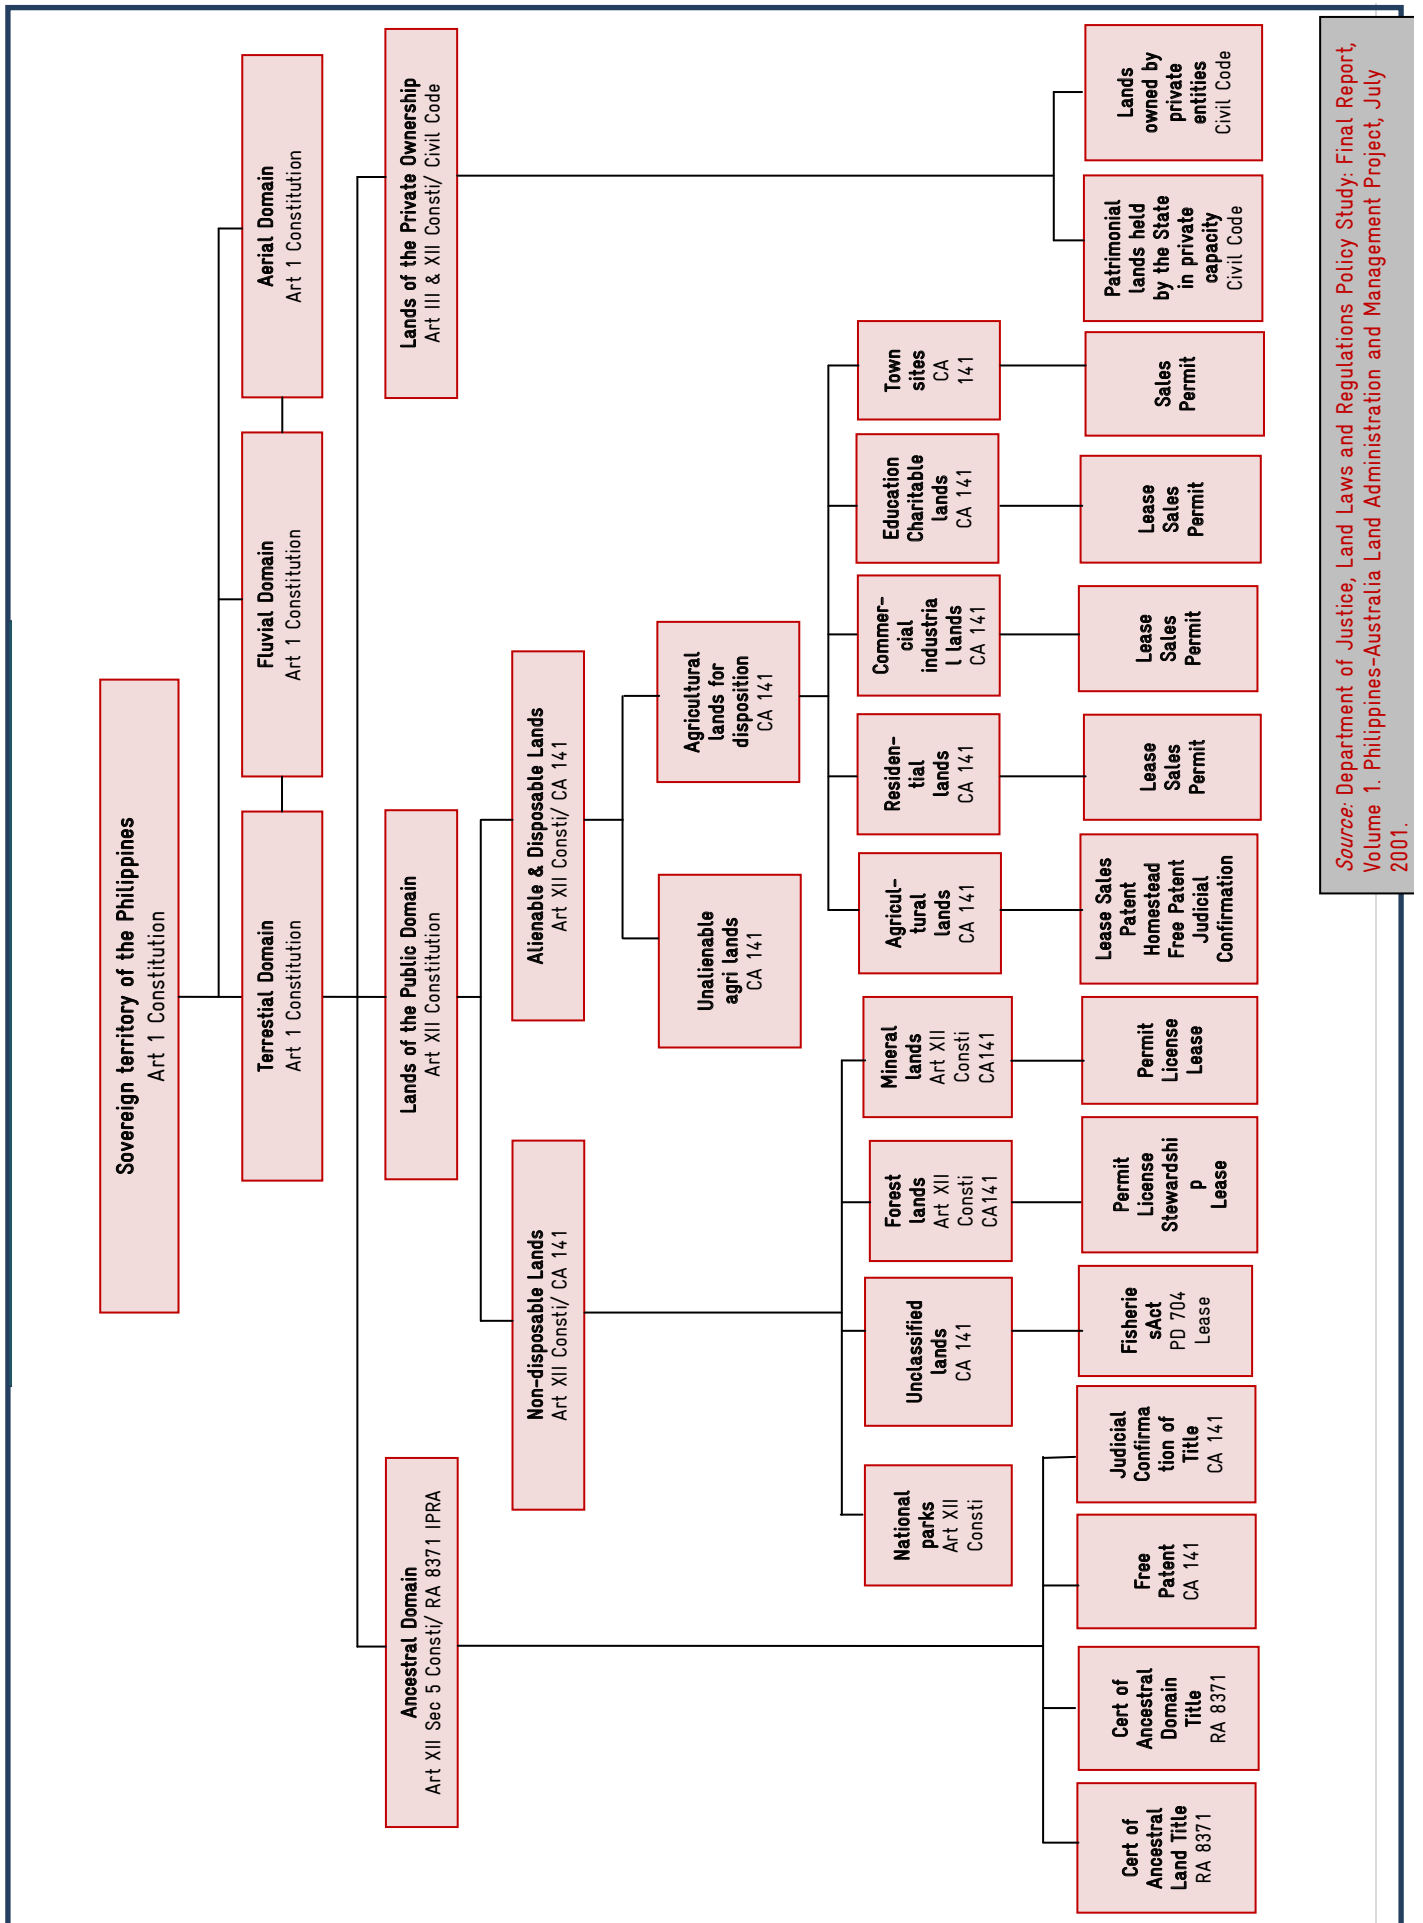 Sovereign territory of the Philippines
Art 1 Constitution
Terrestial Domain
Art 1 Constitution
Fluvial Domain
Art 1 Constitution
Aerial Domain
Art 1 Constitution
Ancestral Domain
Art XII Sec 5 Consti/ RA 8371 IPRA
Lands of the Public Domain
Art XII Constitution
Lands of the Private Ownership
Art III & XII Consti/ Civil Code
Non-disposable Lands
Art XII Consti/ CA 141
Alienable & Disposable Lands
Art XII Consti/ CA 141
Unalienable
agri lands
CA 141
Agricultural
lands for
disposition
CA 141
National
parks
Art XII
Consti
Unclassified
lands
CA 141
Forest
lands
Art XII
Consti
CA141
Mineral
lands
Art XII
Consti
CA141
Agricul-
tural
lands
CA 141
Residen-
tial
lands
CA 141
Commer-
cial
industria
l lands
CA 141
Education
Charitable
lands
CA 141
Town
sites
CA
141
Cert of
Ancestral
Land Title
RA 8371
Cert of
Ancestral
Domain
Title
RA 8371
Free
Patent
CA 141
Judicial
Confirma
tion of
Title
CA 141
Fisherie
sAct
PD 704
Lease
Permit
License
Stewardshi
p
Lease
Permit
License
Lease
Lease Sales
Patent
Homestead
Free Patent
Judicial
Confirmation
Lease
Sales
Permit
Lease
Sales
Permit
Lease
Sales
Permit
Sales
Permit
Patrimonial
lands held
by the State
in private
capacity
Civil Code
Lands
owned by
private
entities
Civil Code
Source: Department of Justice, Land Laws and Regulations Policy Study: Final Report,
Volume 1. Philippines-Australia Land Administration and Management Project, July
2001.